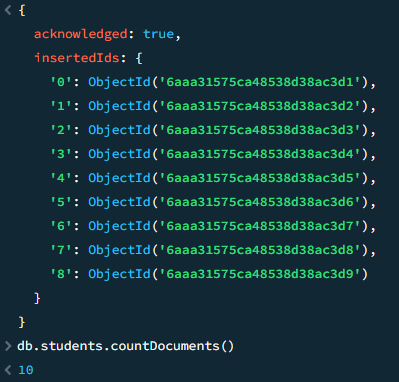 {
acknowledged: true,
insertedIds: {
'0': ObjectId('6aaa31575ca48538d38ac3d1'),
'1': ObjectId('6aaa31575ca48538d38ac3d2'),
'2': ObjectId('6aaa31575ca48538d38ac3d3'),
'3': ObjectId('6aaa31575ca48538d38ac3d4'),
'4': ObjectId('6aaa31575ca48538d38ac3d5'),
'5': ObjectId('6aaa31575ca48538d38ac3d6'),
'6': ObjectId('6aaa31575ca48538d38ac3d7'),
'7': ObjectId('6aaa31575ca48538d38ac3d8'),
'8': ObjectId('6aaa31575ca48538d38ac3d9')
}
}
db.students.countDocuments()
10